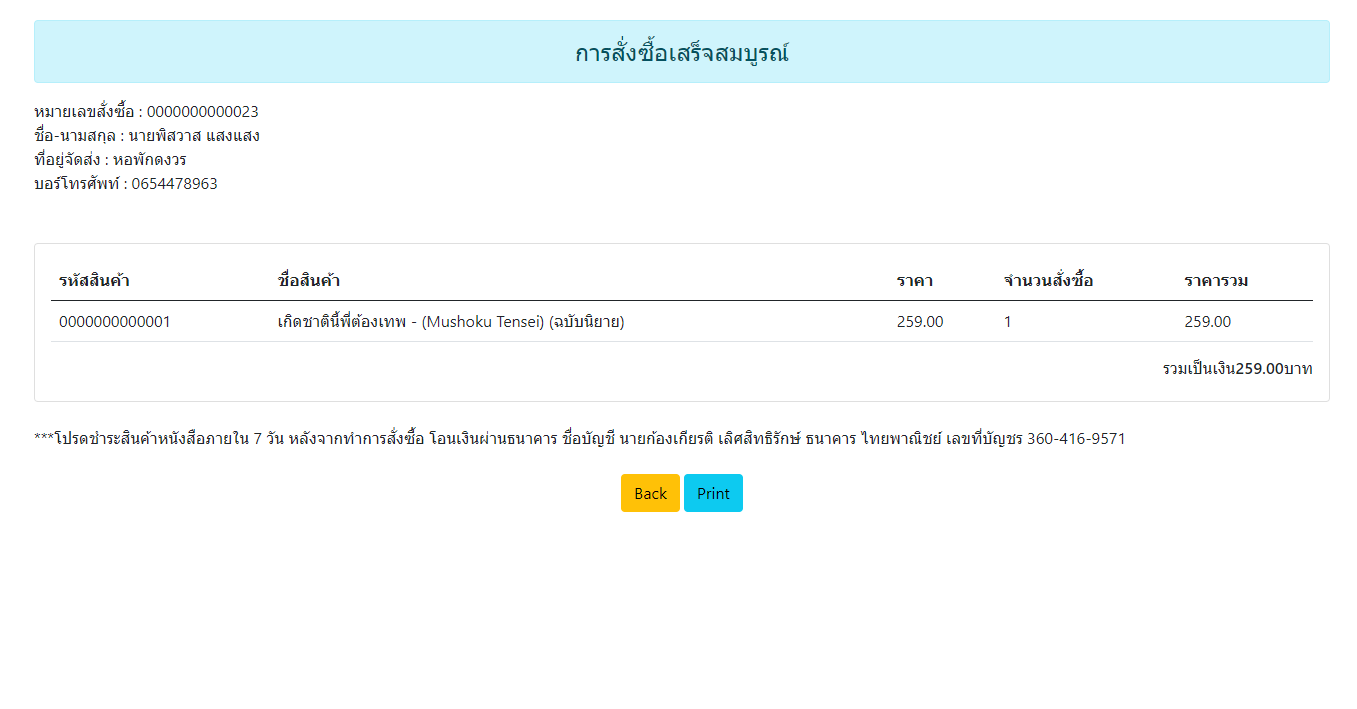 การสั่งซื้อเสร็จสมบูรณ์
หมายเลขสั่งซื้อ : 0000000000023
ชื่อ-นามสกุล : นายพิสวาส แสงแสง
ที่อยู่จัดส่ง : หอพักดงวร
บอร์โทรศัพท์ : 0654478963
รหัสสินค้า ชื่อสินค้า ราคา จำนวนสั่งซื้อ ราคารวม
0000000000001 เกิดชาตินี้พี่ต้องเทพ - (Mushoku Tensei) (ฉบับนิยาย) 259.00 1 259.00
รวมเป็นเงิน259.00บาท
***โปรดชำระสินค้าหนังสือภายใน 7 วัน หลังจากทำการสั่งซื้อ โอนเงินผ่านธนาคาร ชื่อบัญชี นายก้องเกียรติ เลิศสิทธิรักษ์ ธนาคาร ไทยพาณิชย์ เลขที่บัญชร 360-416-9571
Back Print